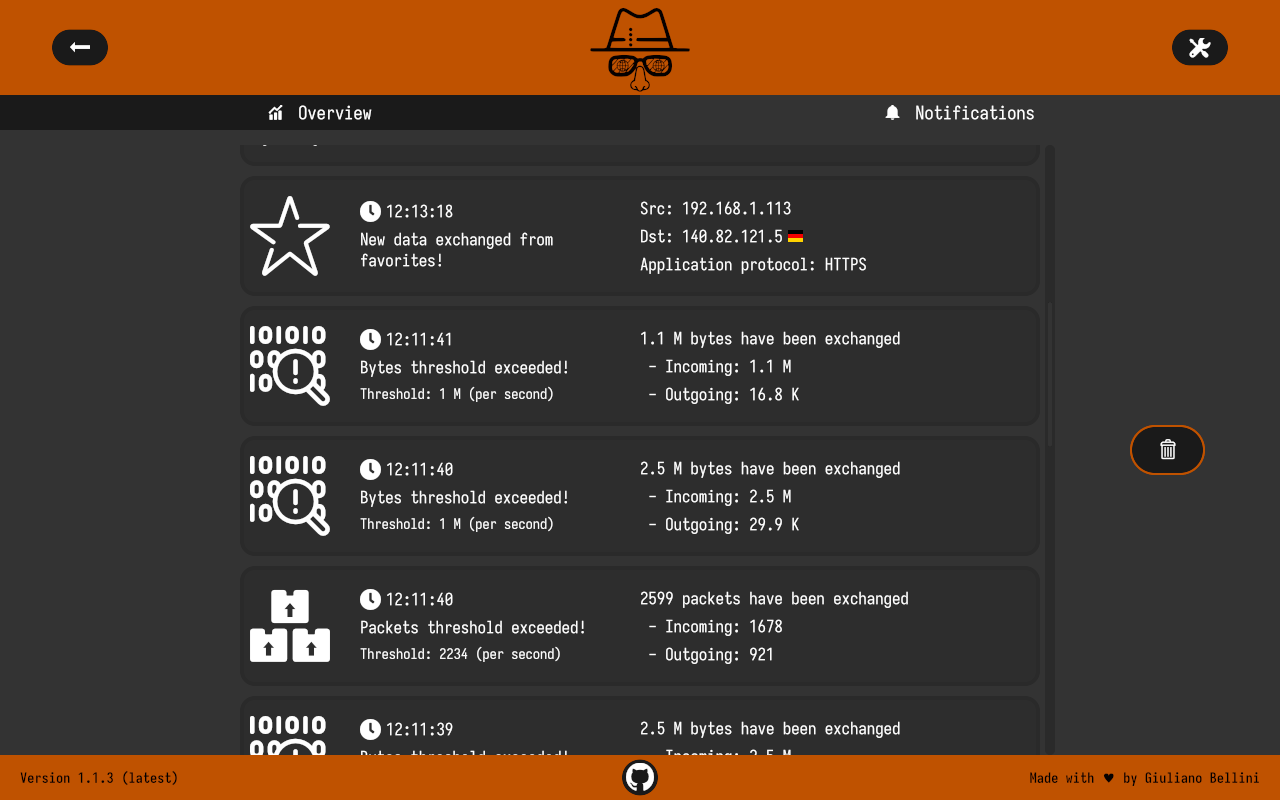 Overview
Notifications
12:13:18
New data exchanged from
favorites!
Src: 192.168.1.113
Dst: 140.82.121.5
Application protocol: HTTPS
12:11:41
Bytes threshold exceeded!
Threshold: 1 M (per second)
1.1 M bytes have been exchanged
- Incoming: 1.1 M
- Outgoing: 16.8 K
12:11:40
Bytes threshold exceeded!
Threshold: 1 M (per second)
2.5 M bytes have been exchanged
- Incoming: 2.5 M
- Outgoing: 29.9 K
12:11:40
Packets threshold exceeded!
Threshold: 2234 (per second)
2599 packets have been exchanged
- Incoming: 1678
- Outgoing: 921
12:11:39
Bytes threshold exceeded!
2.5 M bytes have been exchanged
- Incoming: 2.5 M
Version 1.1.3 (latest)
Made with ♥ by Giuliano Bellini